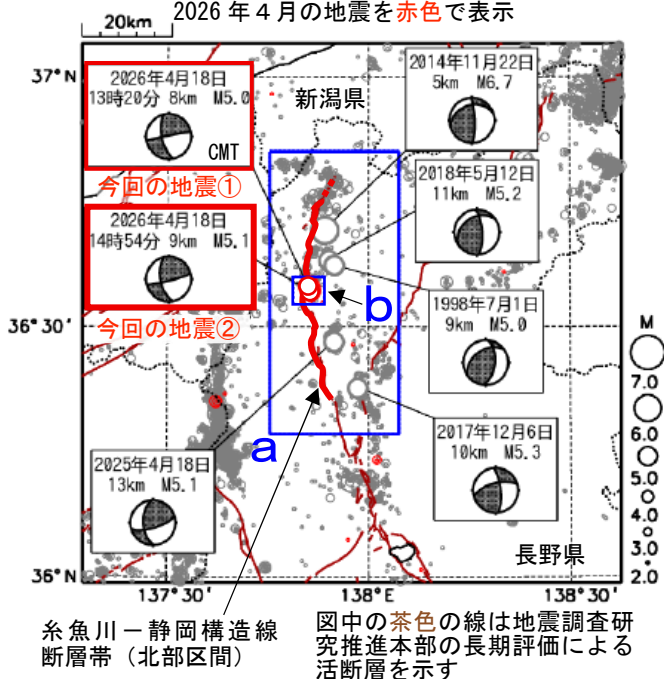 2026年4月の地震を赤色で表示
20km
37°N
36°30'
36°N
137°30'
138°E
138°30'
2026年4月18日
13時20分 8km M5.0
CMT
今回の地震①
2026年4月18日
14時54分 9km M5.1
今回の地震②
新潟県
2014年11月22日
5km M6.7
2018年5月12日
11km M5.2
1998年7月1日
9km M5.0
2017年12月6日
10km M5.3
2025年4月18日
13km M5.1
a
b
長野県
M
7.0
6.0
5.0
4.0
3.0
2.0
糸魚川－静岡構造線
断層帯（北部区間）
図中の茶色の線は地震調査研
究推進本部の長期評価による
活断層を示す